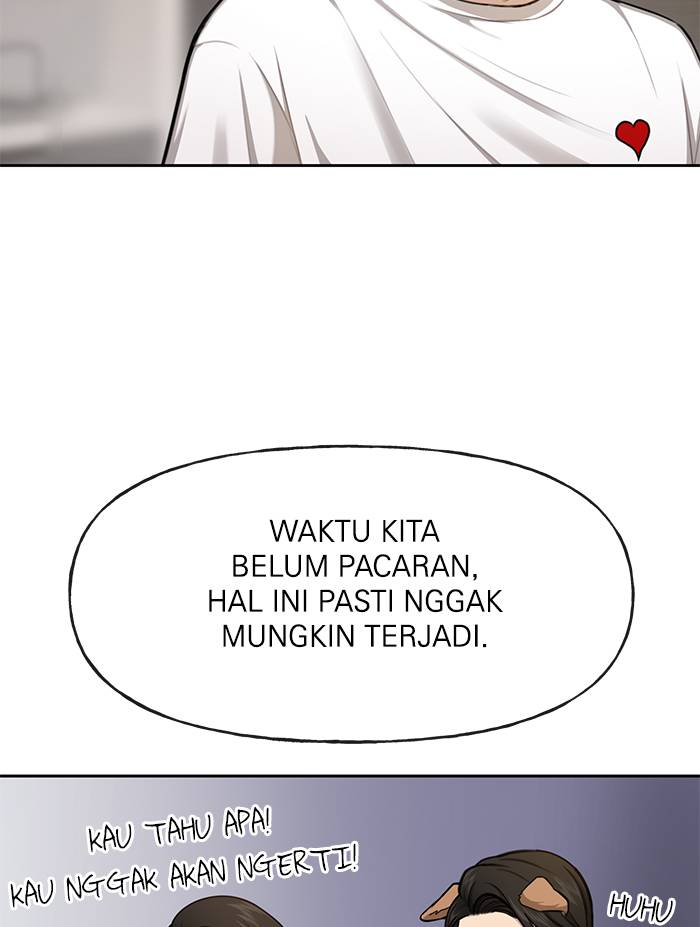 WAKTU KITA
BELUM PACARAN,
HAL INI PASTI NGGAK
MUNGKIN TERJADI.
KAU TAHU APA!
KAU NGGAK AKAN NGERTI!
HUHU